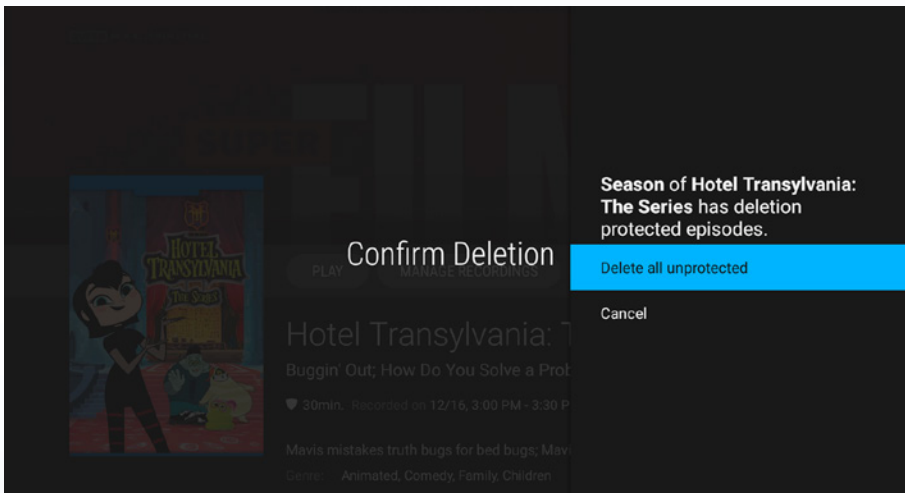 SUPER
FILM
HOTEL
TRANSYLVANIA
THE SERIES
PLAY
MANAGE RECORDINGS
Confirm Deletion
Hotel Transylvania: T
Buggin' Out; How Do You Solve a Prob
30min. Recorded on 12/16, 3:00 PM - 3:30 P
Mavis mistakes truth bugs for bed bugs; Mav
Genre: Animated, Comedy, Family, Children
Season of Hotel Transylvania:
The Series has deletion
protected episodes.
Delete all unprotected
Cancel